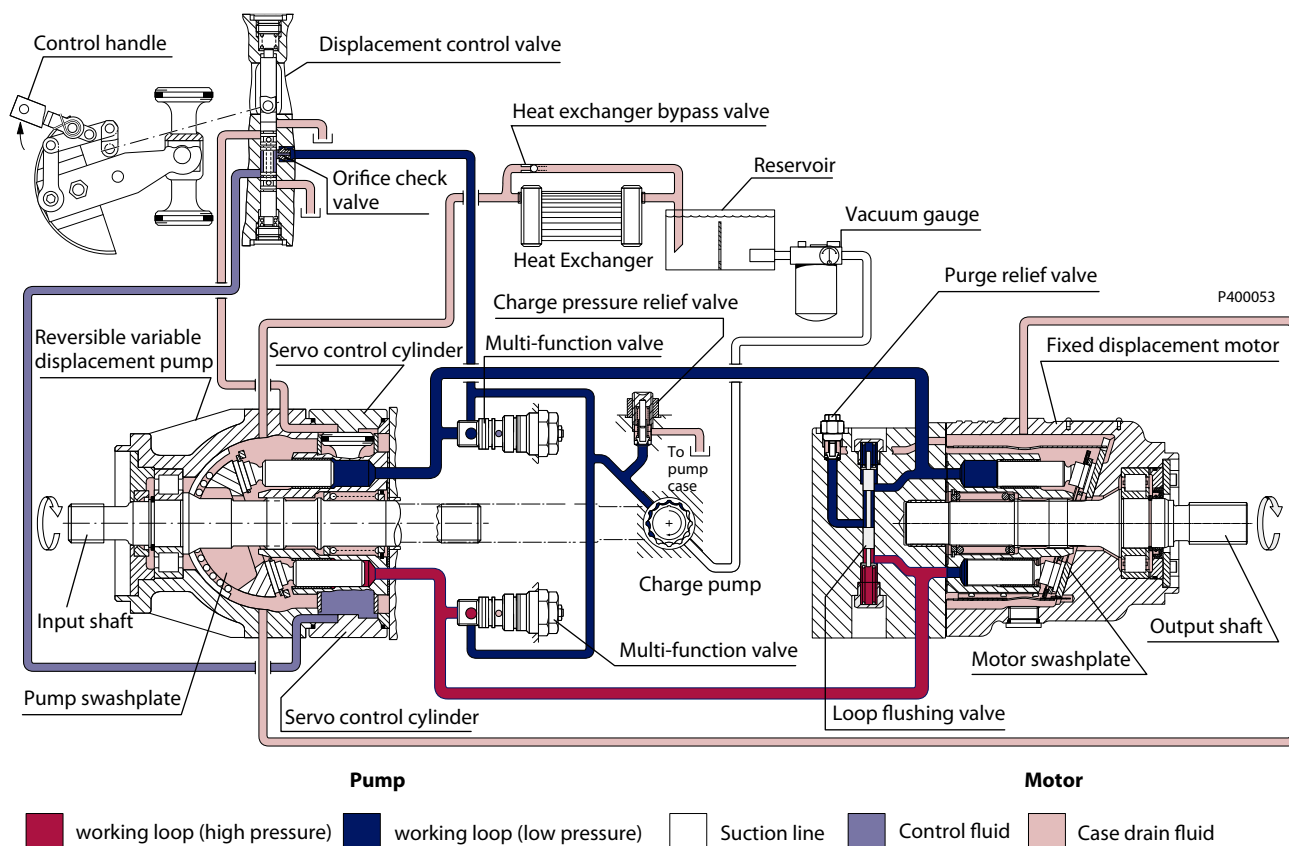 Control handle
Displacement control valve
Heat exchanger bypass valve
Reservoir
Orifice check
valve
Vacuum gauge
Heat Exchanger
Purge relief valve
Charge pressure relief valve
P400053
Reversible variable
displacement pump
Servo control cylinder
Multi-function valve
Fixed displacement motor
To
pump
case
Charge pump
Input shaft
Output shaft
Multi-function valve
Motor swashplate
Pump swashplate
Servo control cylinder
Loop flushing valve
Pump
Motor
working loop (high pressure)
working loop (low pressure)
Suction line
Control fluid
Case drain fluid